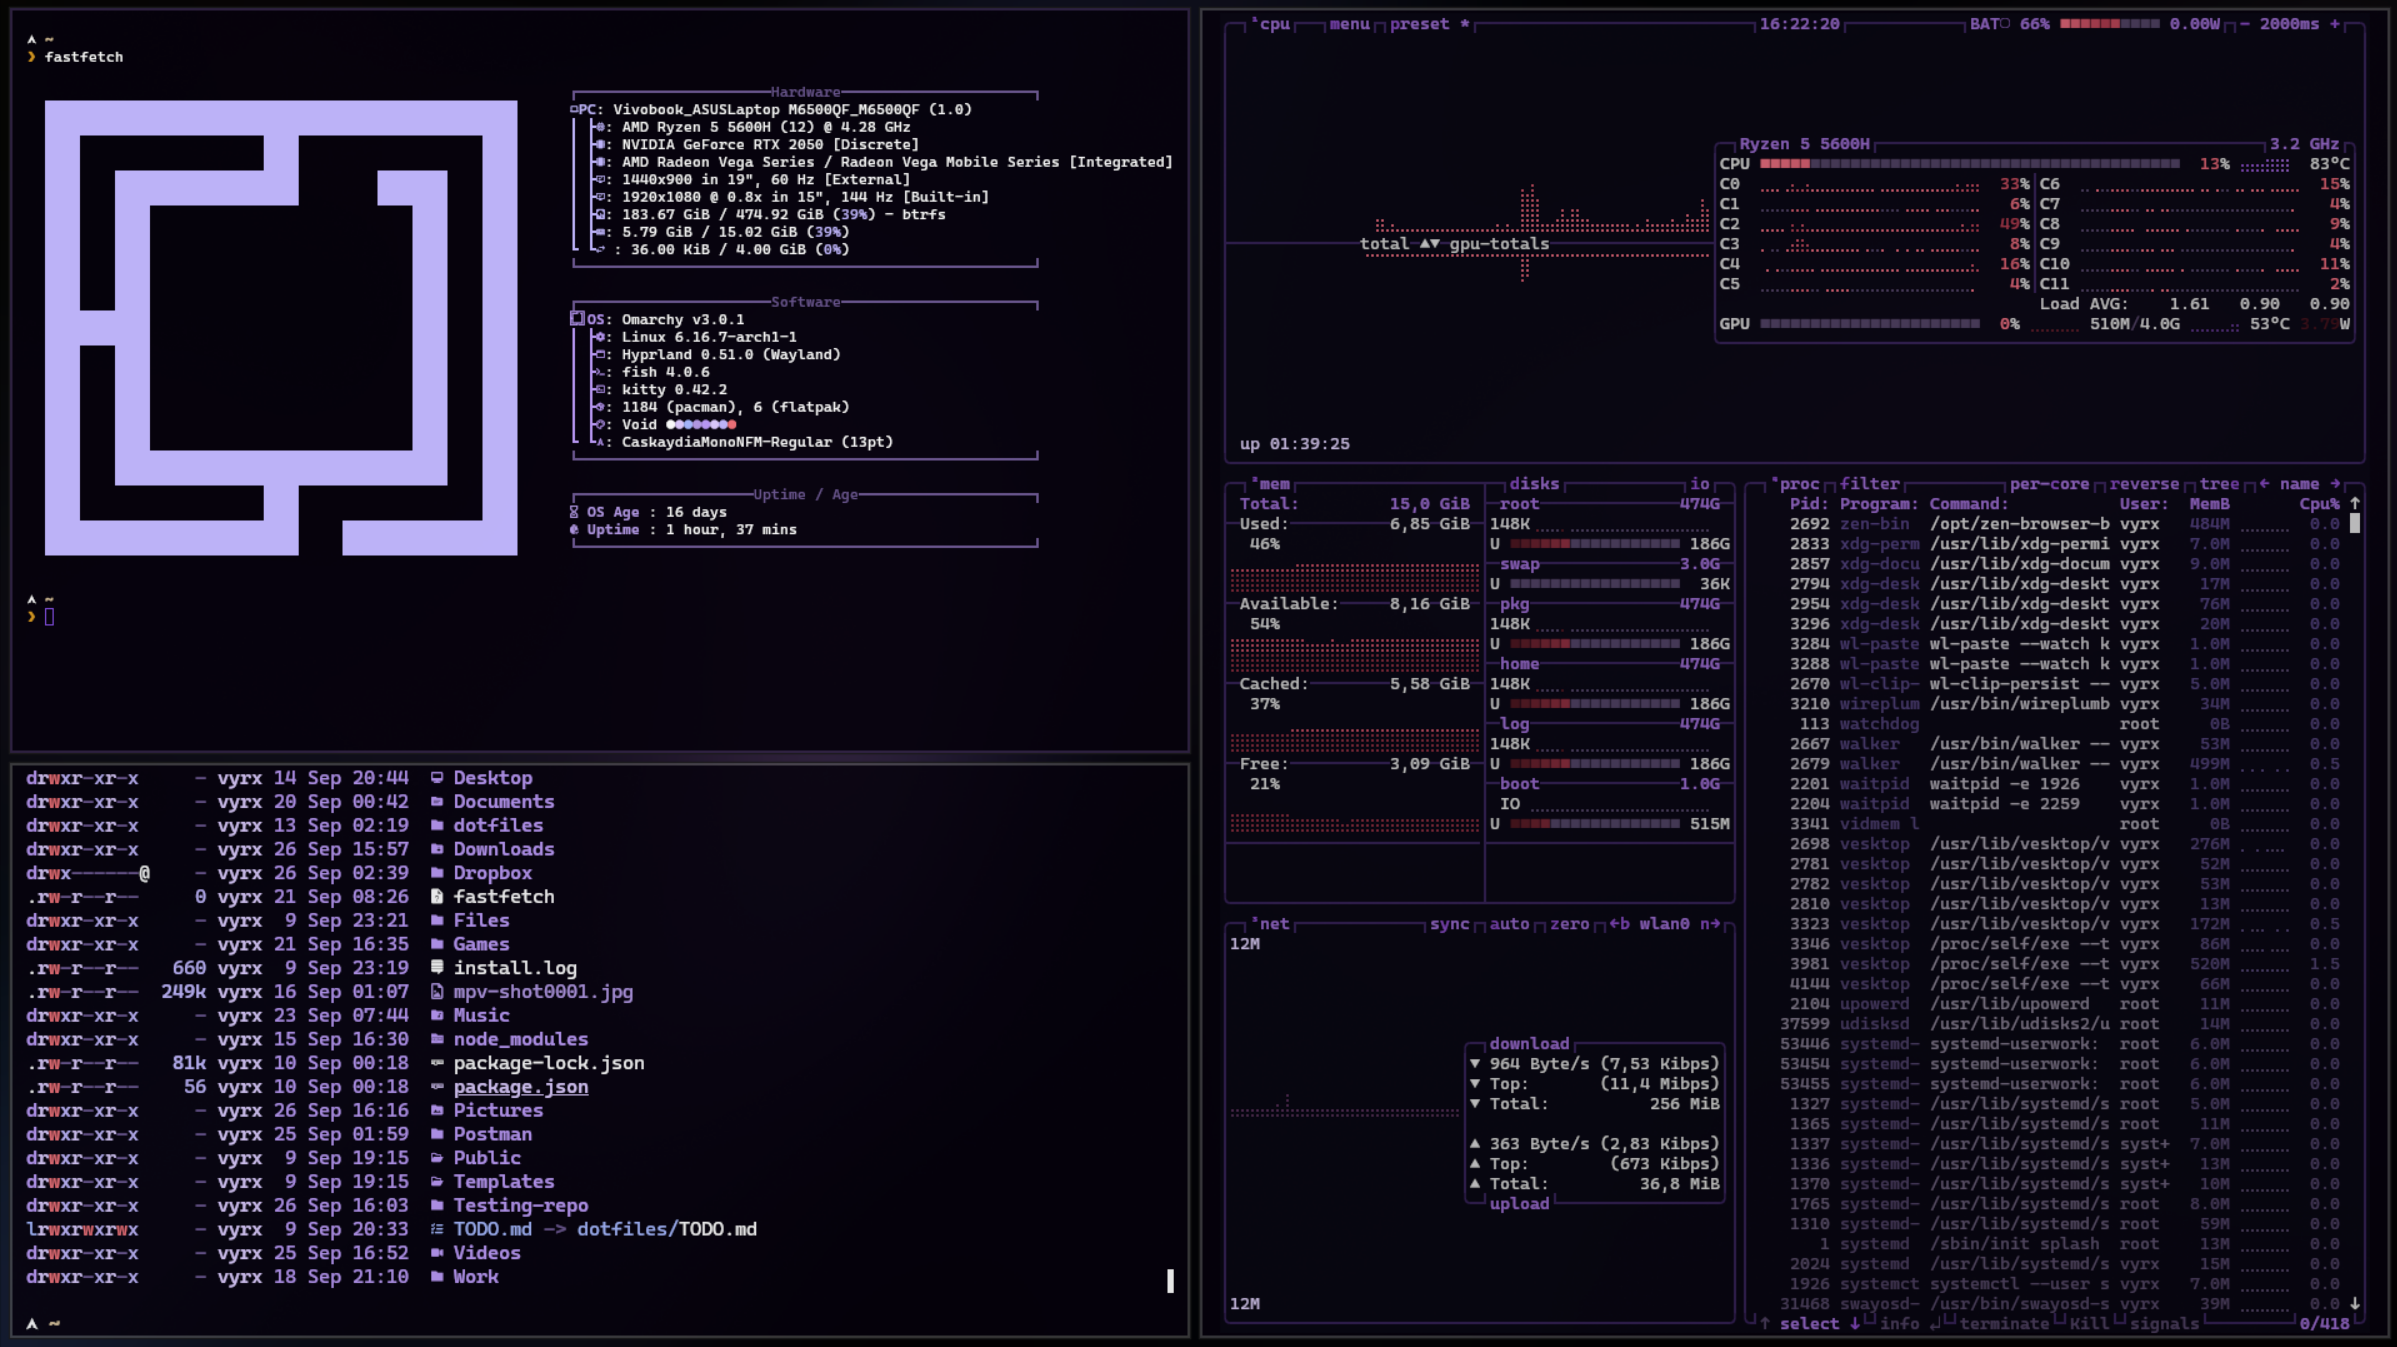 ~
❯ fastfetch
Hardware
PC: Vivobook_ASUSLaptop M6500QF_M6500QF (1.0)
: AMD Ryzen 5 5600H (12) @ 4.28 GHz
: NVIDIA GeForce RTX 2050 [Discrete]
: AMD Radeon Vega Series / Radeon Vega Mobile Series [Integrated]
: 1440x900 in 19", 60 Hz [External]
: 1920x1080 @ 0.8x in 15", 144 Hz [Built-in]
: 183.67 GiB / 474.92 GiB (39%) - btrfs
: 5.79 GiB / 15.02 GiB (39%)
: 36.00 KiB / 4.00 GiB (0%)
Software
OS: Omarchy v3.0.1
: Linux 6.16.7-arch1-1
: Hyprland 0.51.0 (Wayland)
: fish 4.0.6
: kitty 0.42.2
: 1184 (pacman), 6 (flatpak)
: Void
: CaskaydiaMonoNFM-Regular (13pt)
Uptime / Age
OS Age : 16 days
Uptime : 1 hour, 37 mins
~
❯
drwxr-xr-x - vyrx 14 Sep 20:44 Desktop
drwxr-xr-x - vyrx 20 Sep 00:42 Documents
drwxr-xr-x - vyrx 13 Sep 02:19 dotfiles
drwxr-xr-x - vyrx 26 Sep 15:57 Downloads
drwx------@ - vyrx 26 Sep 02:39 Dropbox
.rw-r--r-- 0 vyrx 21 Sep 08:26 fastfetch
drwxr-xr-x - vyrx 9 Sep 23:21 Files
drwxr-xr-x - vyrx 21 Sep 16:35 Games
.rw-r--r-- 660 vyrx 9 Sep 23:19 install.log
.rw-r--r-- 249k vyrx 16 Sep 01:07 mpv-shot0001.jpg
drwxr-xr-x - vyrx 23 Sep 07:44 Music
drwxr-xr-x - vyrx 15 Sep 16:30 node_modules
.rw-r--r-- 81k vyrx 10 Sep 00:18 package-lock.json
.rw-r--r-- 56 vyrx 10 Sep 00:18 package.json
drwxr-xr-x - vyrx 26 Sep 16:16 Pictures
drwxr-xr-x - vyrx 25 Sep 01:59 Postman
drwxr-xr-x - vyrx 9 Sep 19:15 Public
drwxr-xr-x - vyrx 9 Sep 19:15 Templates
drwxr-xr-x - vyrx 26 Sep 16:03 Testing-repo
lrwxrwxrwx - vyrx 9 Sep 20:33 TODO.md -> dotfiles/TODO.md
drwxr-xr-x - vyrx 25 Sep 16:52 Videos
drwxr-xr-x - vyrx 18 Sep 21:10 Work
~
¹cpu menu preset * 16:22:20 BAT 66% 0.00W - 2000ms +
Ryzen 5 5600H 3.2 GHz
CPU 13% 83°C
C0 33% C6 15%
C1 6% C7 4%
C2 49% C8 9%
C3 8% C9 4%
C4 16% C10 11%
C5 4% C11 2%
Load AVG: 1.61 0.90 0.90
GPU 0% 510M/4.0G 53°C 3.79W
total ▲▼ gpu-totals
up 01:39:25
²mem
Total: 15,0 GiB
Used: 6,85 GiB
46%
Available: 8,16 GiB
54%
Cached: 5,58 GiB
37%
Free: 3,09 GiB
21%
disks io
root 474G
148K
U 186G
swap 3.0G
U 36K
pkg 474G
148K
U 186G
home 474G
148K
U 186G
log 474G
148K
U 186G
boot 1.0G
IO
U 515M
³net sync auto zero ←b wlan0 n→
12M
download
▼ 964 Byte/s (7,53 Kibps)
▼ Top: (11,4 Mibps)
▼ Total: 256 MiB
▲ 363 Byte/s (2,83 Kibps)
▲ Top: (673 Kibps)
▲ Total: 36,8 MiB
upload
12M
⁴proc filter per-core reverse tree ← name →
Pid: Program: Command: User: MemB Cpu% ↑
2692 zen-bin /opt/zen-browser-b vyrx 484M 0.0
2833 xdg-perm /usr/lib/xdg-permi vyrx 7.0M 0.0
2857 xdg-docu /usr/lib/xdg-docum vyrx 9.0M 0.0
2794 xdg-desk /usr/lib/xdg-deskt vyrx 17M 0.0
2954 xdg-desk /usr/lib/xdg-deskt vyrx 76M 0.0
3296 xdg-desk /usr/lib/xdg-deskt vyrx 20M 0.0
3284 wl-paste wl-paste --watch k vyrx 1.0M 0.0
3288 wl-paste wl-paste --watch k vyrx 1.0M 0.0
2670 wl-clip- wl-clip-persist -- vyrx 5.0M 0.0
3210 wireplum /usr/bin/wireplumb vyrx 34M 0.0
113 watchdog root 0B 0.0
2667 walker /usr/bin/walker -- vyrx 53M 0.0
2679 walker /usr/bin/walker -- vyrx 499M 0.5
2201 waitpid waitpid -e 1926 vyrx 1.0M 0.0
2204 waitpid waitpid -e 2259 vyrx 1.0M 0.0
3341 vidmem l root 0B 0.0
2698 vesktop /usr/lib/vesktop/v vyrx 276M 0.0
2781 vesktop /usr/lib/vesktop/v vyrx 52M 0.0
2782 vesktop /usr/lib/vesktop/v vyrx 53M 0.0
2810 vesktop /usr/lib/vesktop/v vyrx 13M 0.0
3323 vesktop /usr/lib/vesktop/v vyrx 172M 0.5
3346 vesktop /proc/self/exe --t vyrx 86M 0.0
3981 vesktop /proc/self/exe --t vyrx 520M 1.5
4144 vesktop /proc/self/exe --t vyrx 66M 0.0
2104 upowerd /usr/lib/upowerd root 11M 0.0
37599 udisksd /usr/lib/udisks2/u root 14M 0.0
53446 systemd- systemd-userwork: root 6.0M 0.0
53454 systemd- systemd-userwork: root 6.0M 0.0
53455 systemd- systemd-userwork: root 6.0M 0.0
1327 systemd- /usr/lib/systemd/s root 5.0M 0.0
1365 systemd- /usr/lib/systemd/s root 11M 0.0
1337 systemd- /usr/lib/systemd/s syst+ 7.0M 0.0
1336 systemd- /usr/lib/systemd/s syst+ 13M 0.0
1370 systemd- /usr/lib/systemd/s syst+ 10M 0.0
1765 systemd- /usr/lib/systemd/s root 8.0M 0.0
1310 systemd- /usr/lib/systemd/s root 59M 0.0
1 systemd /sbin/init splash root 13M 0.0
2024 systemd /usr/lib/systemd/s vyrx 15M 0.0
1926 systemct systemctl --user s vyrx 7.0M 0.0
31468 swayosd- /usr/bin/swayosd-s vyrx 39M 0.0 ↓
↑ select ↓ info ↲ terminate Kill signals 0/418